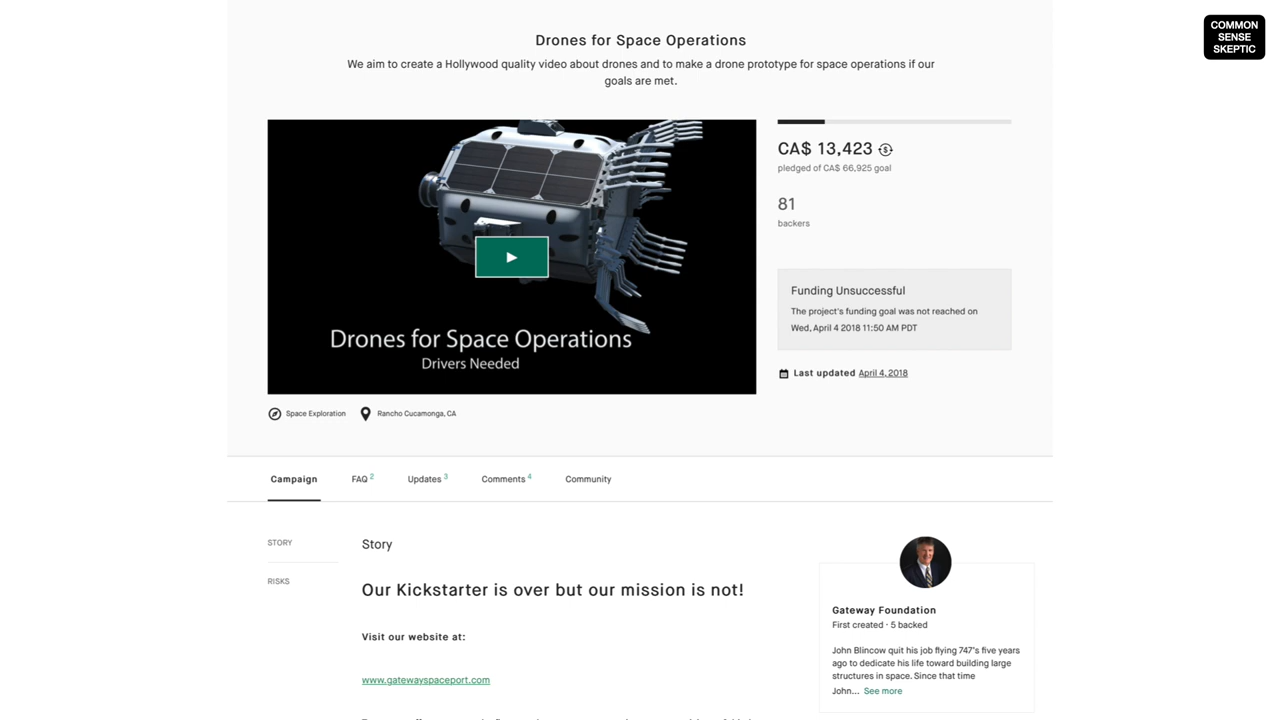 COMMON
SENSE
SKEPTIC
Drones for Space Operations
We aim to create a Hollywood quality video about drones and to make a drone prototype for space operations if our
goals are met.
Drones for Space Operations
Drivers Needed
CA$ 13,423
pledged of CA$ 66,925 goal
81
backers
Funding Unsuccessful
The project's funding goal was not reached on
Wed, April 4 2018 11:50 AM PDT
Last updated April 4, 2018
Space Exploration
Rancho Cucamonga, CA
Campaign
FAQ 2
Updates 3
Comments 4
Community
STORY
RISKS
Story
Our Kickstarter is over but our mission is not!
Visit our website at:
www.gatewayspaceport.com
Gateway Foundation
First created · 5 backed
John Blincow quit his job flying 747's five years
ago to dedicate his life toward building large
structures in space. Since that time
John... See more